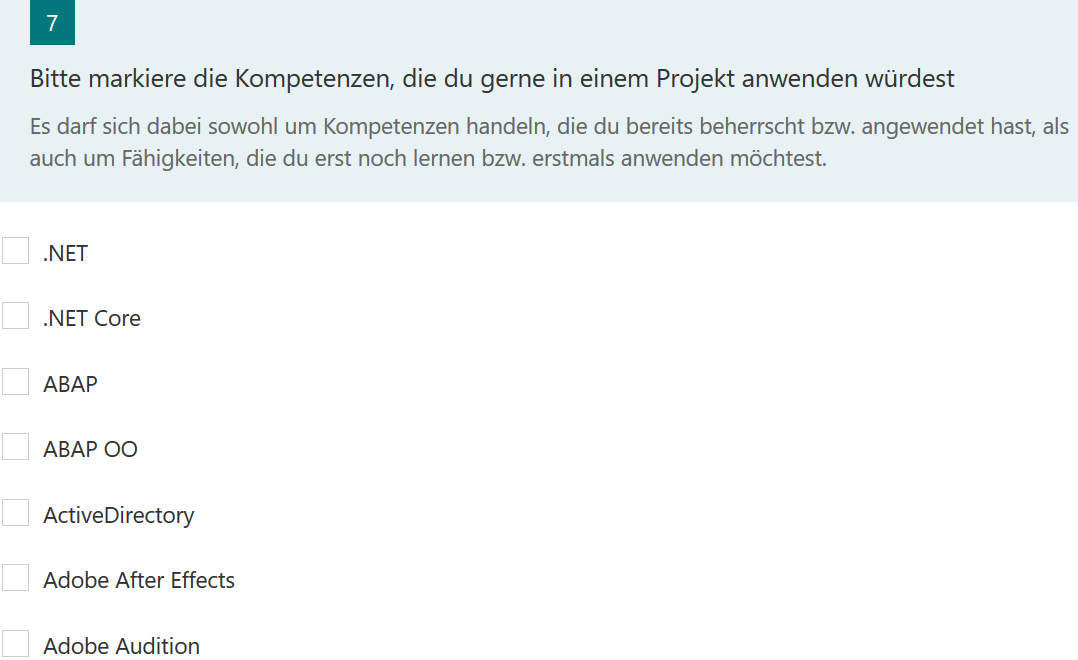 7
Bitte markiere die Kompetenzen, die du gerne in einem Projekt anwenden würdest
Es darf sich dabei sowohl um Kompetenzen handeln, die du bereits beherrscht bzw. angewendet hast, als
auch um Fähigkeiten, die du erst noch lernen bzw. erstmals anwenden möchtest.
.NET
.NET Core
ABAP
ABAP OO
ActiveDirectory
Adobe After Effects
Adobe Audition